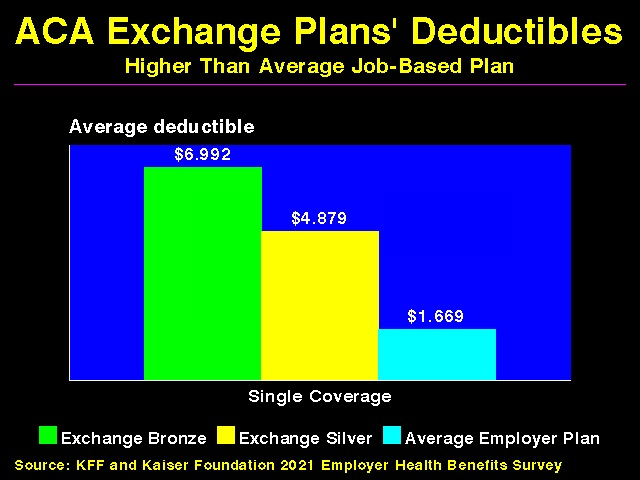 ACA Exchange Plans' Deductibles
Higher Than Average Job-Based Plan
Average deductible
$6.992
$4.879
$1.669
Single Coverage
Exchange Bronze Exchange Silver Average Employer Plan
Source: KFF and Kaiser Foundation 2021 Employer Health Benefits Survey